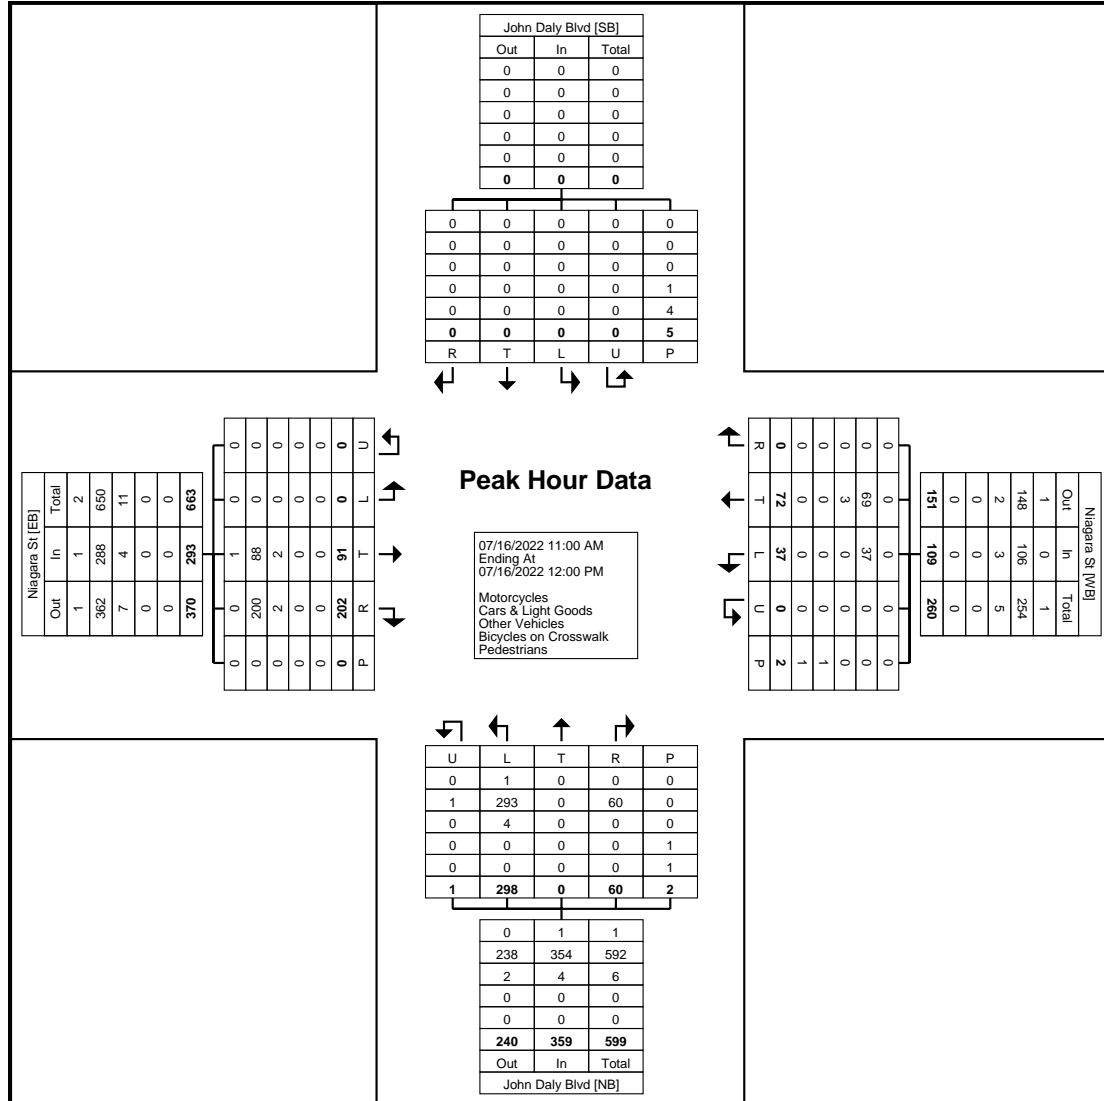 John Daly Blvd [SB]
Out In Total
0 0 0
0 0 0
0 0 0
0 0 0
0 0 0
0 0 0
0 0 0 0 0
0 0 0 0 0
0 0 0 0 0
0 0 0 0 1
0 0 0 0 4
0 0 0 0 5
R T L U P
Niagara St [EB]
Out In Total
1 1 2
362 288 650
7 4 11
0 0 0
0 0 0
370 293 663
0 0 1 0 0
0 200 88 0 0
0 2 2 0 0
0 0 0 0 0
0 0 0 0 0
0 202 91 0 0
P R T L U
Peak Hour Data
07/16/2022 11:00 AM
Ending At
07/16/2022 12:00 PM
Motorcycles
Cars & Light Goods
Other Vehicles
Bicycles on Crosswalk
Pedestrians
Niagara St [WB]
Out In Total
1 0 1
148 106 254
2 3 5
0 0 0
0 0 0
151 109 260
0 0 0 0 0
0 69 37 0 0
0 3 0 0 0
0 0 0 0 1
0 0 0 0 1
0 72 37 0 2
R T L U P
U L T R P
0 1 0 0 0
1 293 0 60 0
0 4 0 0 0
0 0 0 0 1
0 0 0 0 1
1 298 0 60 2
0 1 1
238 354 592
2 4 6
0 0 0
0 0 0
240 359 599
Out In Total
John Daly Blvd [NB]